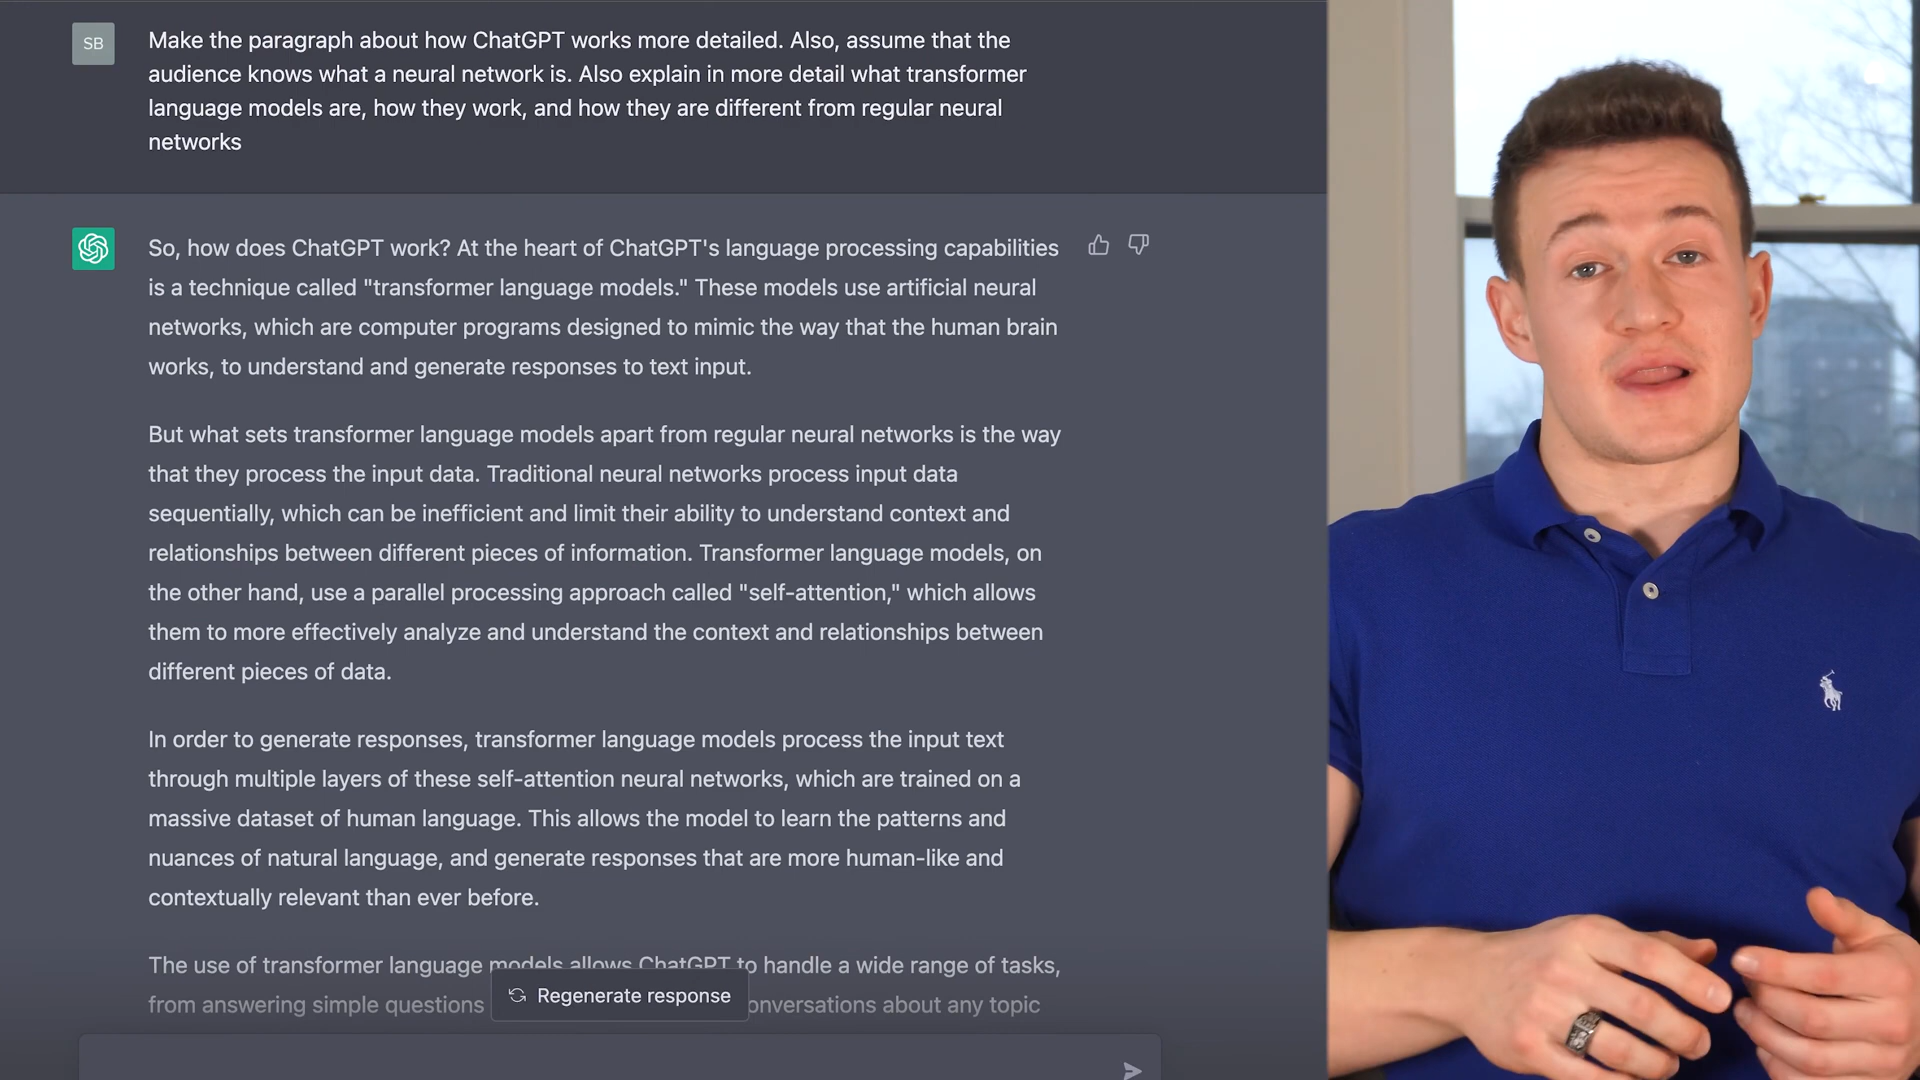 SB
Make the paragraph about how ChatGPT works more detailed. Also, assume that the
audience knows what a neural network is. Also explain in more detail what transformer
language models are, how they work, and how they are different from regular neural
networks
So, how does ChatGPT work? At the heart of ChatGPT's language processing capabilities
is a technique called "transformer language models." These models use artificial neural
networks, which are computer programs designed to mimic the way that the human brain
works, to understand and generate responses to text input.
But what sets transformer language models apart from regular neural networks is the way
that they process the input data. Traditional neural networks process input data
sequentially, which can be inefficient and limit their ability to understand context and
relationships between different pieces of information. Transformer language models, on
the other hand, use a parallel processing approach called "self-attention," which allows
them to more effectively analyze and understand the context and relationships between
different pieces of data.
In order to generate responses, transformer language models process the input text
through multiple layers of these self-attention neural networks, which are trained on a
massive dataset of human language. This allows the model to learn the patterns and
nuances of natural language, and generate responses that are more human-like and
contextually relevant than ever before.
The use of transformer language models allows ChatGPT to handle a wide range of tasks,
from answering simple questions onversations about any topic
Regenerate response